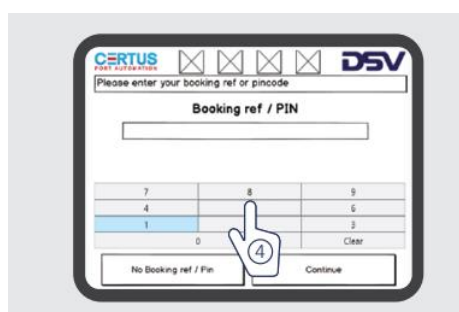 CERTUS
PORT AUTOMATION
DSV
Please enter your booking ref or pincode
Booking ref / PIN
7 8 9
4 6
1 3
0 Clear
4
No Booking ref / Pin Continue